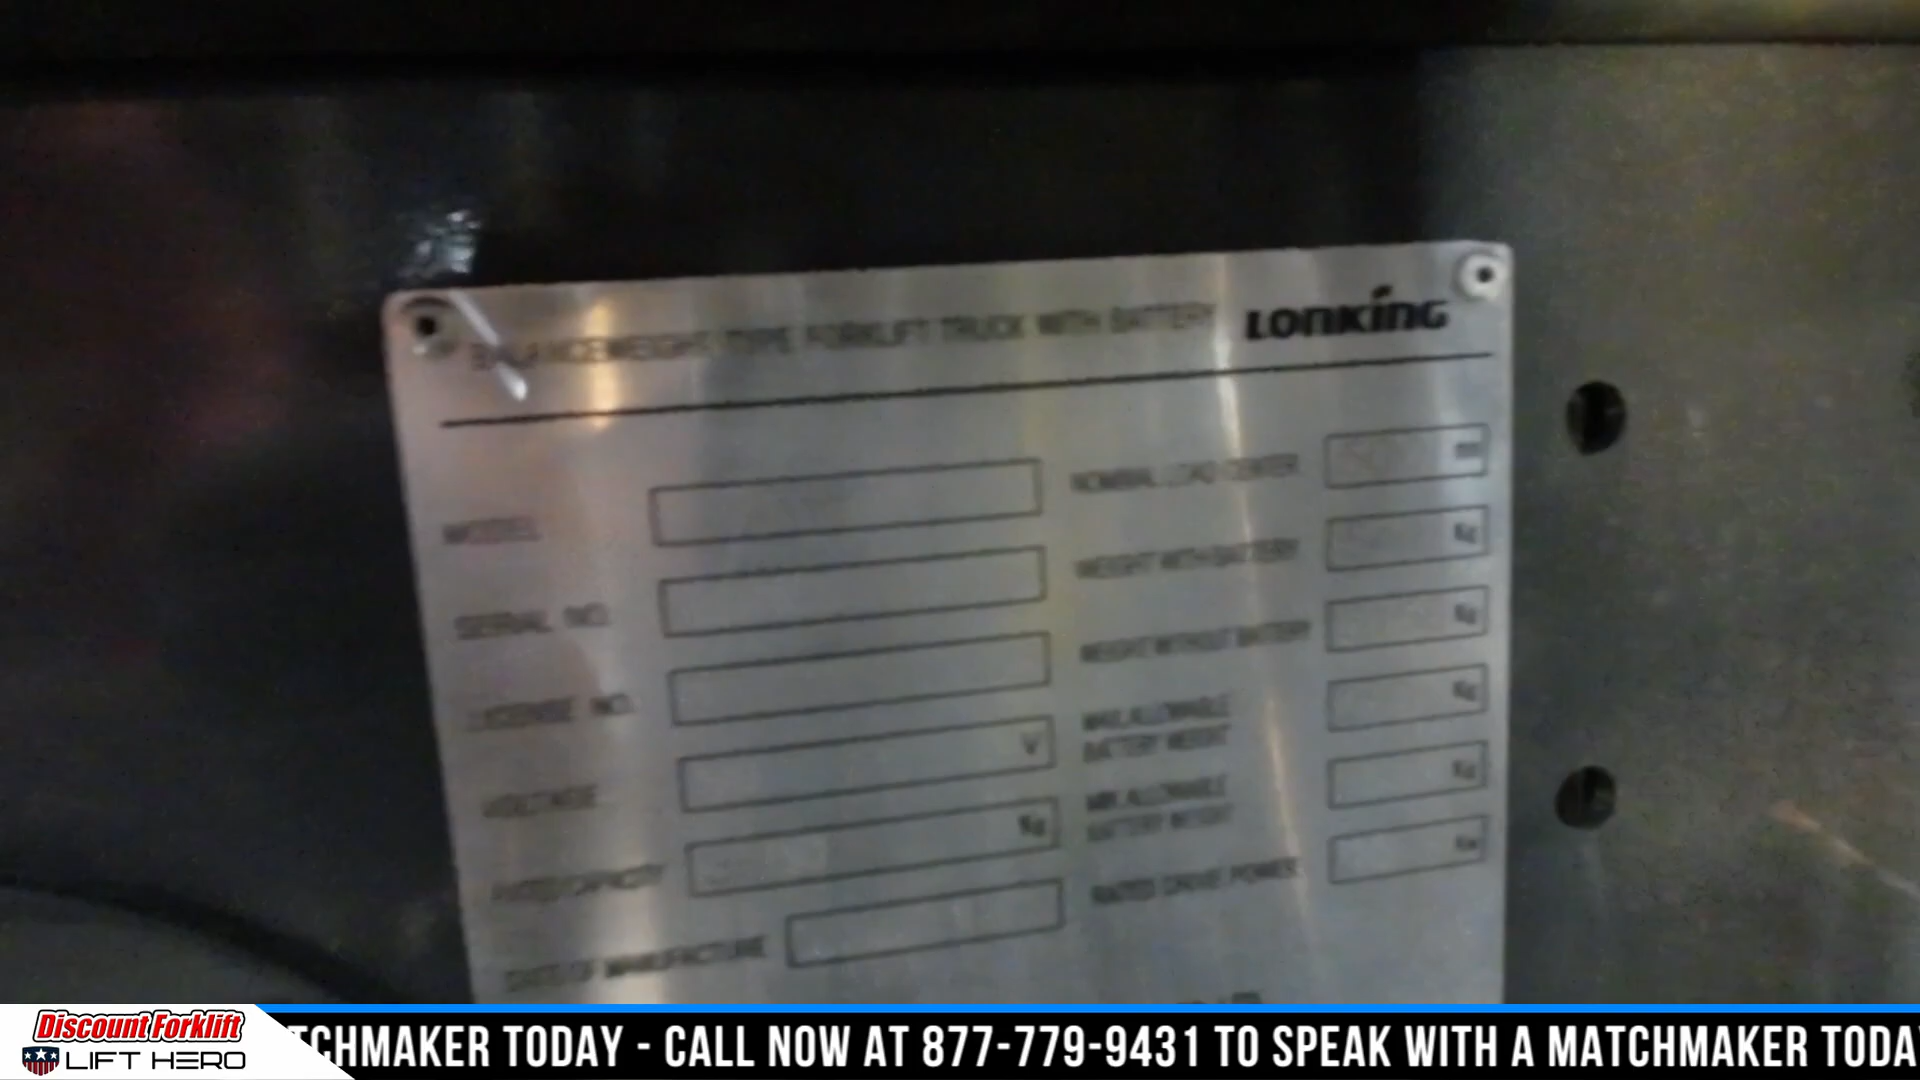 BALANCEWEIGHT TYPE FORKLIFT TRUCK WITH BATTERY LONKING
MODEL
SERIAL NO.
LICENSE NO.
VOLTAGE V
RATED CAPACITY Kg
DATE OF MANUFACTURE
NOMINAL LOAD CENTER mm
WEIGHT WITH BATTERY Kg
WEIGHT WITHOUT BATTERY Kg
MAX.ALLOWABLE
BATTERY WEIGHT Kg
MIN.ALLOWABLE
BATTERY WEIGHT Kg
RATED DRIVE POWER Kw
Discount Forklift
LIFT HERO
TCHMAKER TODAY - CALL NOW AT 877-779-9431 TO SPEAK WITH A MATCHMAKER TODA